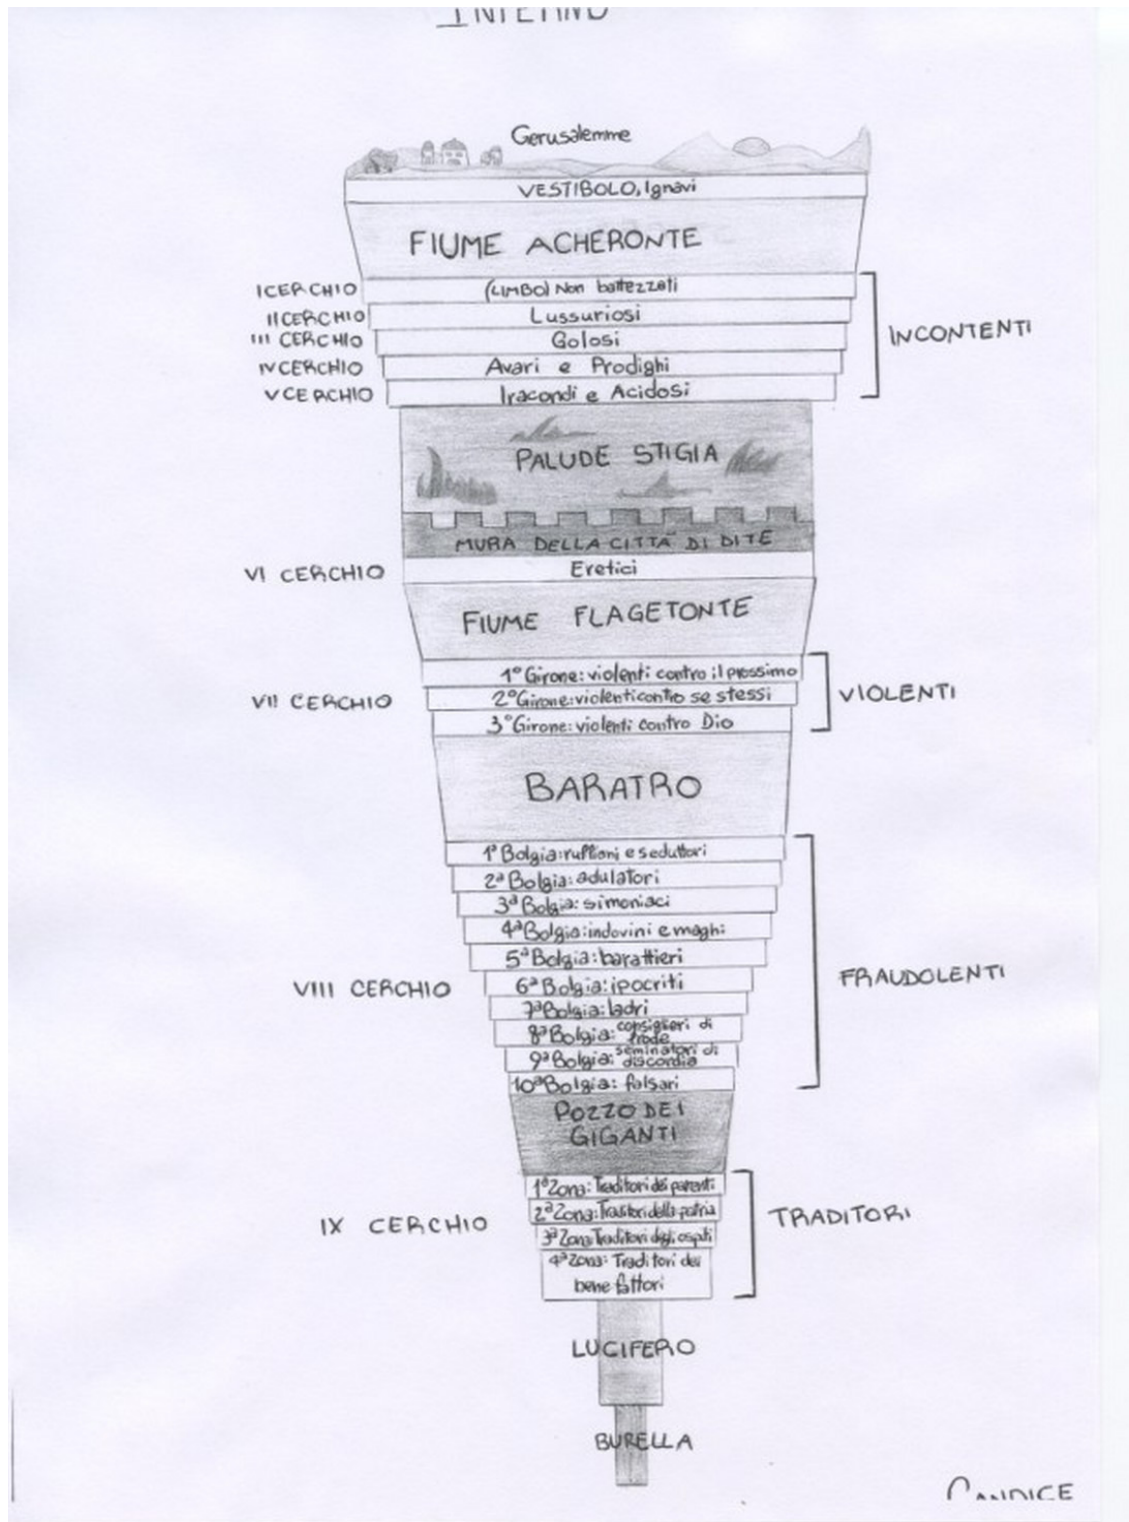 INFERNO
Gerusalemme
VESTIBOLO, Ignavi
FIUME ACHERONTE
I CERCHIO (LIMBO) Non battezzati
II CERCHIO Lussuriosi
III CERCHIO Golosi
IV CERCHIO Avari e Prodighi
V CERCHIO Iracondi e Acidosi
INCONTENTI
PALUDE STIGIA
MURA DELLA CITTÀ DI DITE
VI CERCHIO Eretici
FIUME FLAGETONTE
1° Girone: violenti contro il prossimo
VII CERCHIO 2° Girone: violenti contro se stessi VIOLENTI
3° Girone: violenti contro Dio
BARATRO
1ª Bolgia: ruffiani e seduttori
2ª Bolgia: adulatori
3ª Bolgia: simoniaci
4ª Bolgia: indovini e maghi
5ª Bolgia: barattieri
VIII CERCHIO 6ª Bolgia: ipocriti FRAUDOLENTI
7ª Bolgia: ladri
8ª Bolgia: consiglieri di frode
9ª Bolgia: seminatori di discordia
10ª Bolgia: falsari
POZZO DEI
GIGANTI
1ª Zona: Traditori dei parenti
2ª Zona: Traditori della patria
IX CERCHIO 3ª Zona: Traditori degli ospiti TRADITORI
4ª Zona: Traditori dei
bene fattori
LUCIFERO
BURELLA
CANDICE